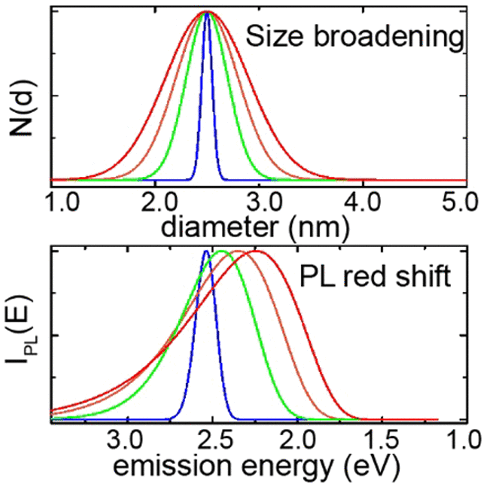 Size broadening
N(d)
1.0 2.0 3.0 4.0 5.0
diameter (nm)
PL red shift
I_PL(E)
3.0 2.5 2.0 1.5 1.0
emission energy (eV)